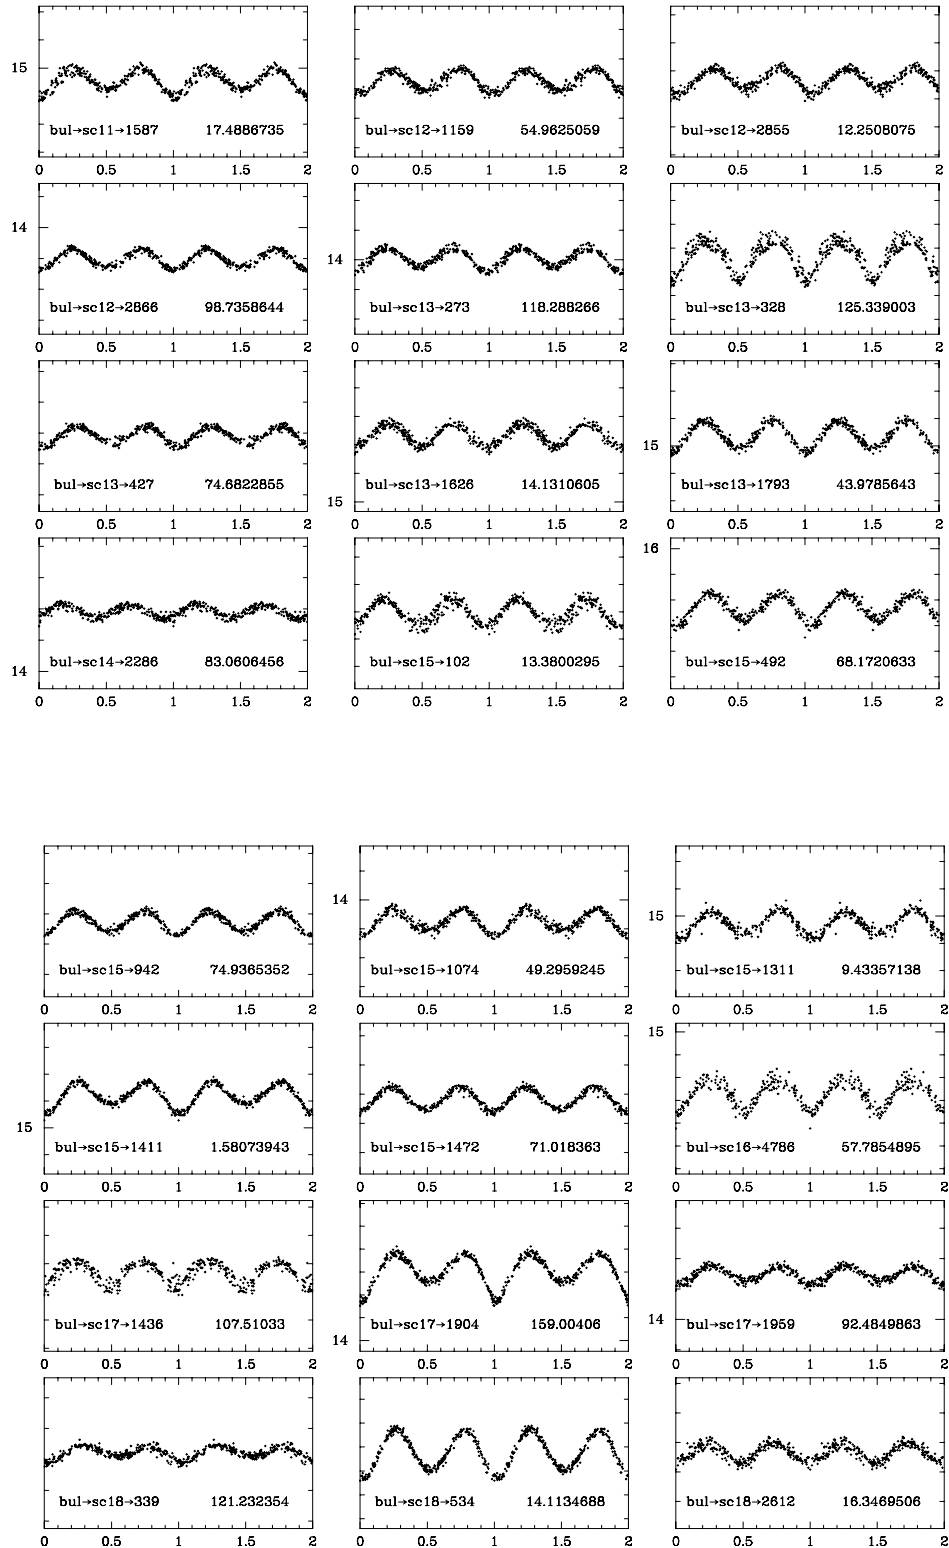 15
bul→sc11→1587 17.4886735
bul→sc12→1159 54.9625059
bul→sc12→2855 12.2508075
0 0.5 1 1.5 2 0 0.5 1 1.5 2 0 0.5 1 1.5 2
14
14
bul→sc12→2866 98.7358644
bul→sc13→273 118.288266
bul→sc13→328 125.339003
0 0.5 1 1.5 2 0 0.5 1 1.5 2 0 0.5 1 1.5 2
15
bul→sc13→427 74.6822855
bul→sc13→1626 14.1310605
bul→sc13→1793 43.9785643
15
0 0.5 1 1.5 2 0 0.5 1 1.5 2 0 0.5 1 1.5 2
16
bul→sc14→2286 83.0606456
bul→sc15→102 13.3800295
bul→sc15→492 68.1720633
14
0 0.5 1 1.5 2 0 0.5 1 1.5 2 0 0.5 1 1.5 2
14
15
bul→sc15→942 74.9365352
bul→sc15→1074 49.2959245
bul→sc15→1311 9.43357138
0 0.5 1 1.5 2 0 0.5 1 1.5 2 0 0.5 1 1.5 2
15
15
bul→sc15→1411 1.58073943
bul→sc15→1472 71.018363
bul→sc16→4786 57.7854895
0 0.5 1 1.5 2 0 0.5 1 1.5 2 0 0.5 1 1.5 2
bul→sc17→1436 107.51033
bul→sc17→1904 159.00406
bul→sc17→1959 92.4849863
14
14
0 0.5 1 1.5 2 0 0.5 1 1.5 2 0 0.5 1 1.5 2
bul→sc18→339 121.232354
bul→sc18→534 14.1134688
bul→sc18→2612 16.3469506
0 0.5 1 1.5 2 0 0.5 1 1.5 2 0 0.5 1 1.5 2